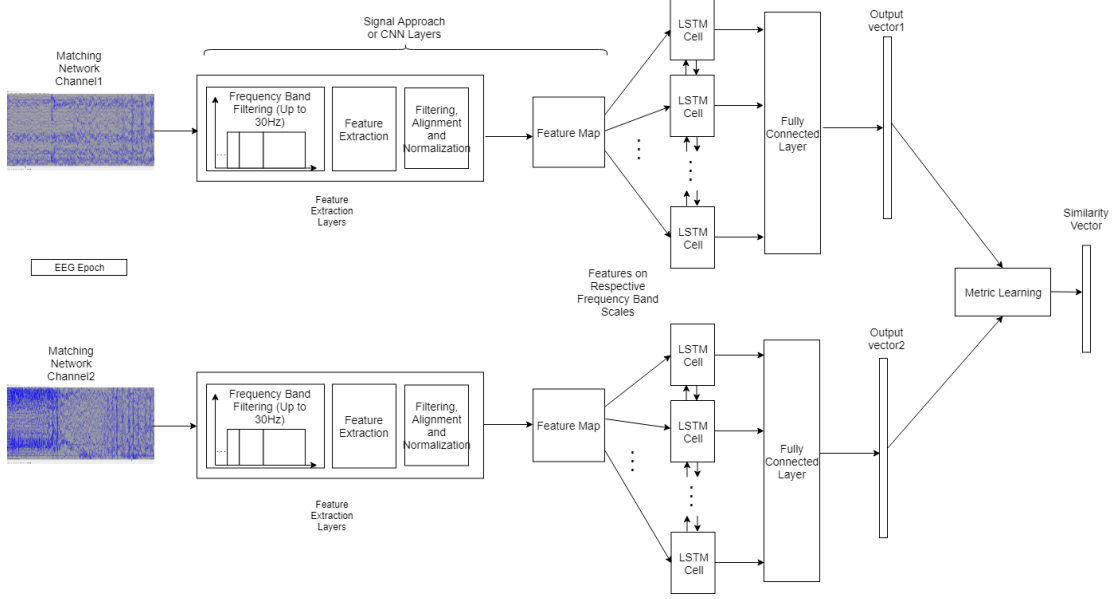 Signal Approach
or CNN Layers
Matching
Network
Channel1
Frequency Band
Filtering (Up to
30Hz)
...
Feature
Extraction
Filtering,
Alignment
and
Normalization
Feature
Extraction
Layers
Feature Map
LSTM
Cell
LSTM
Cell
LSTM
Cell
Fully
Connected
Layer
Output
vector1
EEG Epoch
Features on
Respective
Frequency Band
Scales
Metric Learning
Similarity
Vector
Matching
Network
Channel2
Frequency Band
Filtering (Up to
30Hz)
...
Feature
Extraction
Filtering,
Alignment
and
Normalization
Feature
Extraction
Layers
Feature Map
LSTM
Cell
LSTM
Cell
LSTM
Cell
Fully
Connected
Layer
Output
vector2